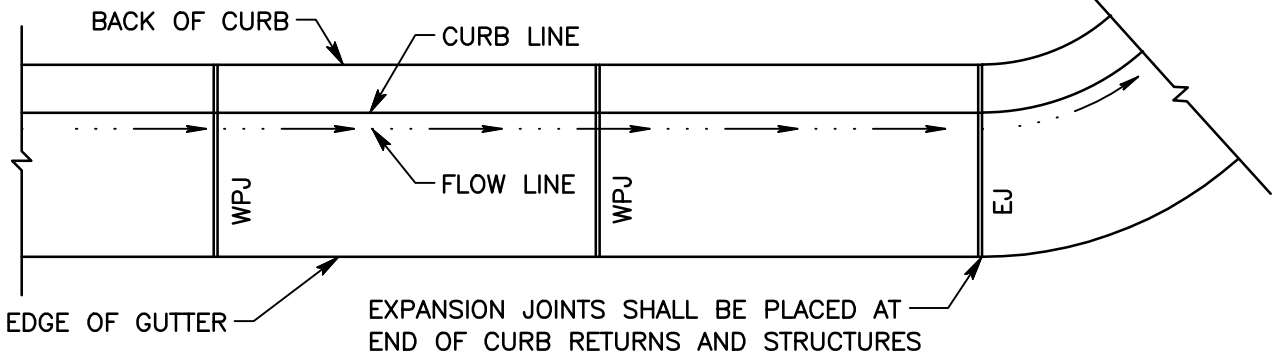 BACK OF CURB
CURB LINE
FLOW LINE
WPJ
WPJ
EJ
EDGE OF GUTTER
EXPANSION JOINTS SHALL BE PLACED AT
END OF CURB RETURNS AND STRUCTURES